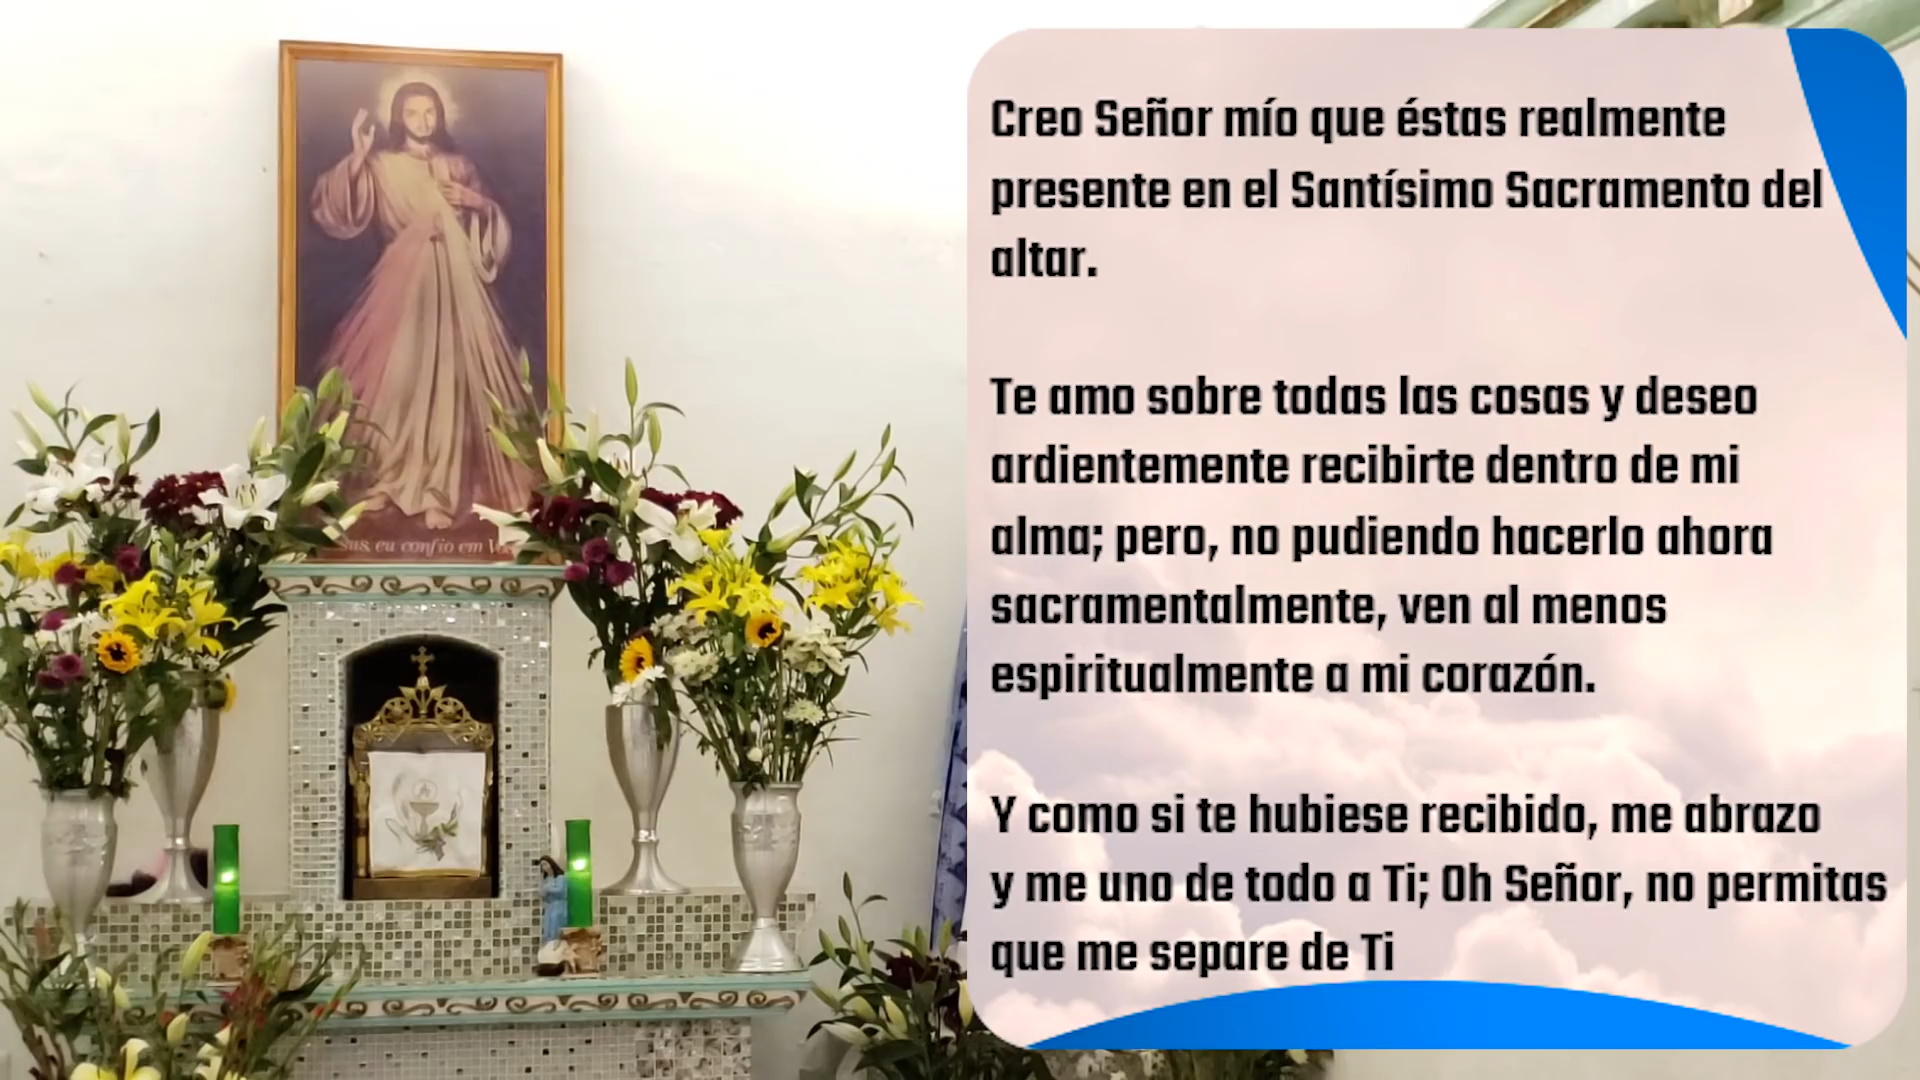 Creo Señor mío que éstas realmente
presente en el Santísimo Sacramento del
altar.
Te amo sobre todas las cosas y deseo
ardientemente recibirte dentro de mi
alma; pero, no pudiendo hacerlo ahora
sacramentalmente, ven al menos
espiritualmente a mi corazón.
Y como si te hubiese recibido, me abrazo
y me uno de todo a Ti; Oh Señor, no permitas
que me separe de Ti
eu confio em